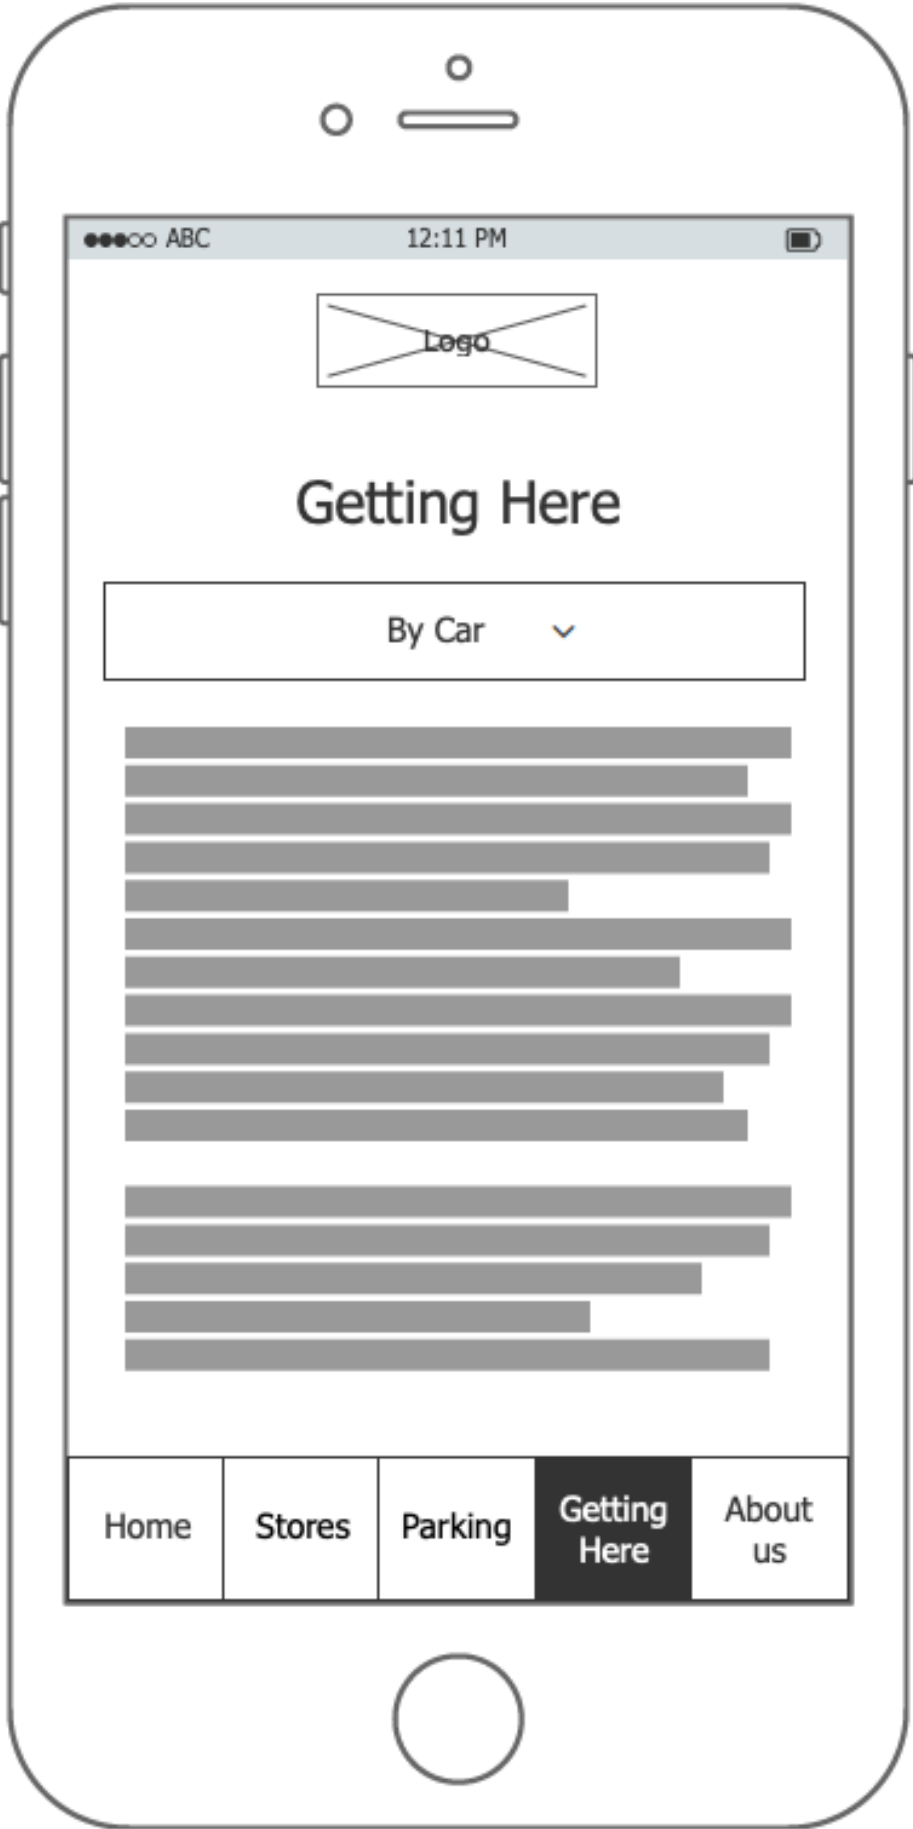 ABC 12:11 PM
Logo
Getting Here
By Car
Home
Stores
Parking
Getting
Here
About
us